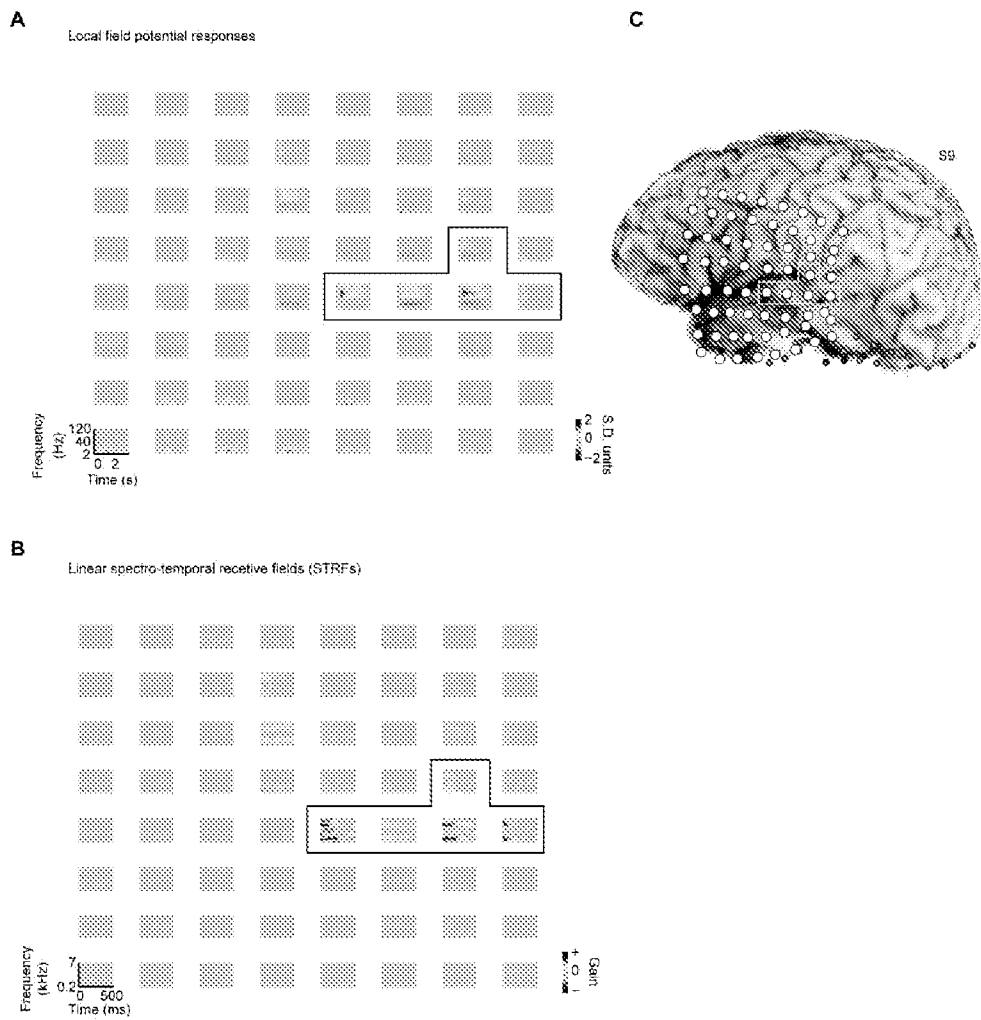 A
C
Local field potential responses
S9
Frequency
(Hz)
120
40
2
0 2
Time (s)
2
0
-2
S.D. units
B
Linear spectro-temporal recetive fields (STRFs)
Frequency
(kHz)
7
0.2
0 500
Time (ms)
+
0
-
Gain